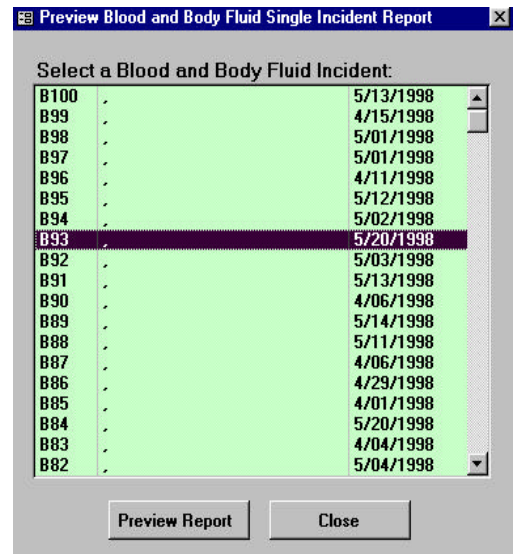 Preview Blood and Body Fluid Single Incident Report
Select a Blood and Body Fluid Incident:
B100 , 5/13/1998
B99 , 4/15/1998
B98 , 5/01/1998
B97 , 5/01/1998
B96 , 4/11/1998
B95 , 5/12/1998
B94 , 5/02/1998
B93 , 5/20/1998
B92 , 5/03/1998
B91 , 5/13/1998
B90 , 4/06/1998
B89 , 5/14/1998
B88 , 5/11/1998
B87 , 4/06/1998
B86 , 4/29/1998
B85 , 4/01/1998
B84 , 5/20/1998
B83 , 4/04/1998
B82 , 5/04/1998
Preview Report Close